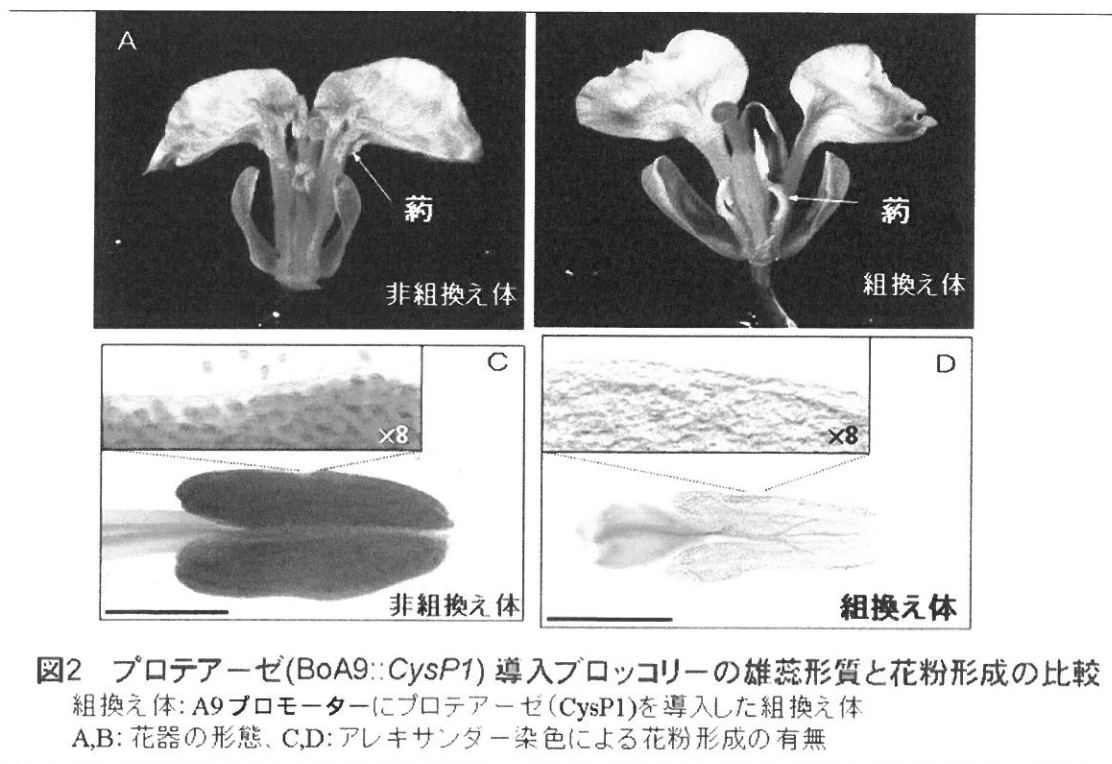 A
葯
非組換え体
葯
組換え体
C
×8
非組換え体
D
×8
組換え体
図2 プロテアーゼ(BoA9::CysP1) 導入ブロッコリーの雄蕊形質と花粉形成の比較
組換え体: A9プロモーターにプロテアーゼ(CysP1)を導入した組換え体
A,B: 花器の形態、C,D: アレキサンダー染色による花粉形成の有無